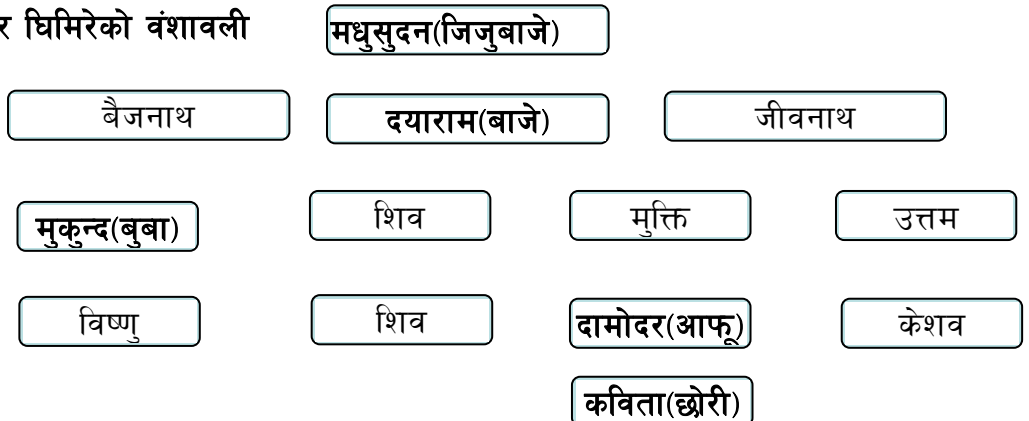 र घिमिरेको वंशावली
मधुसुदन(जिजुबाजे)
बैजनाथ दयाराम(बाजे) जीवनाथ
मुकुन्द(बुबा) शिव मुक्ति उत्तम
विष्णु शिव दामोदर(आफू) केशव
कविता(छोरी)